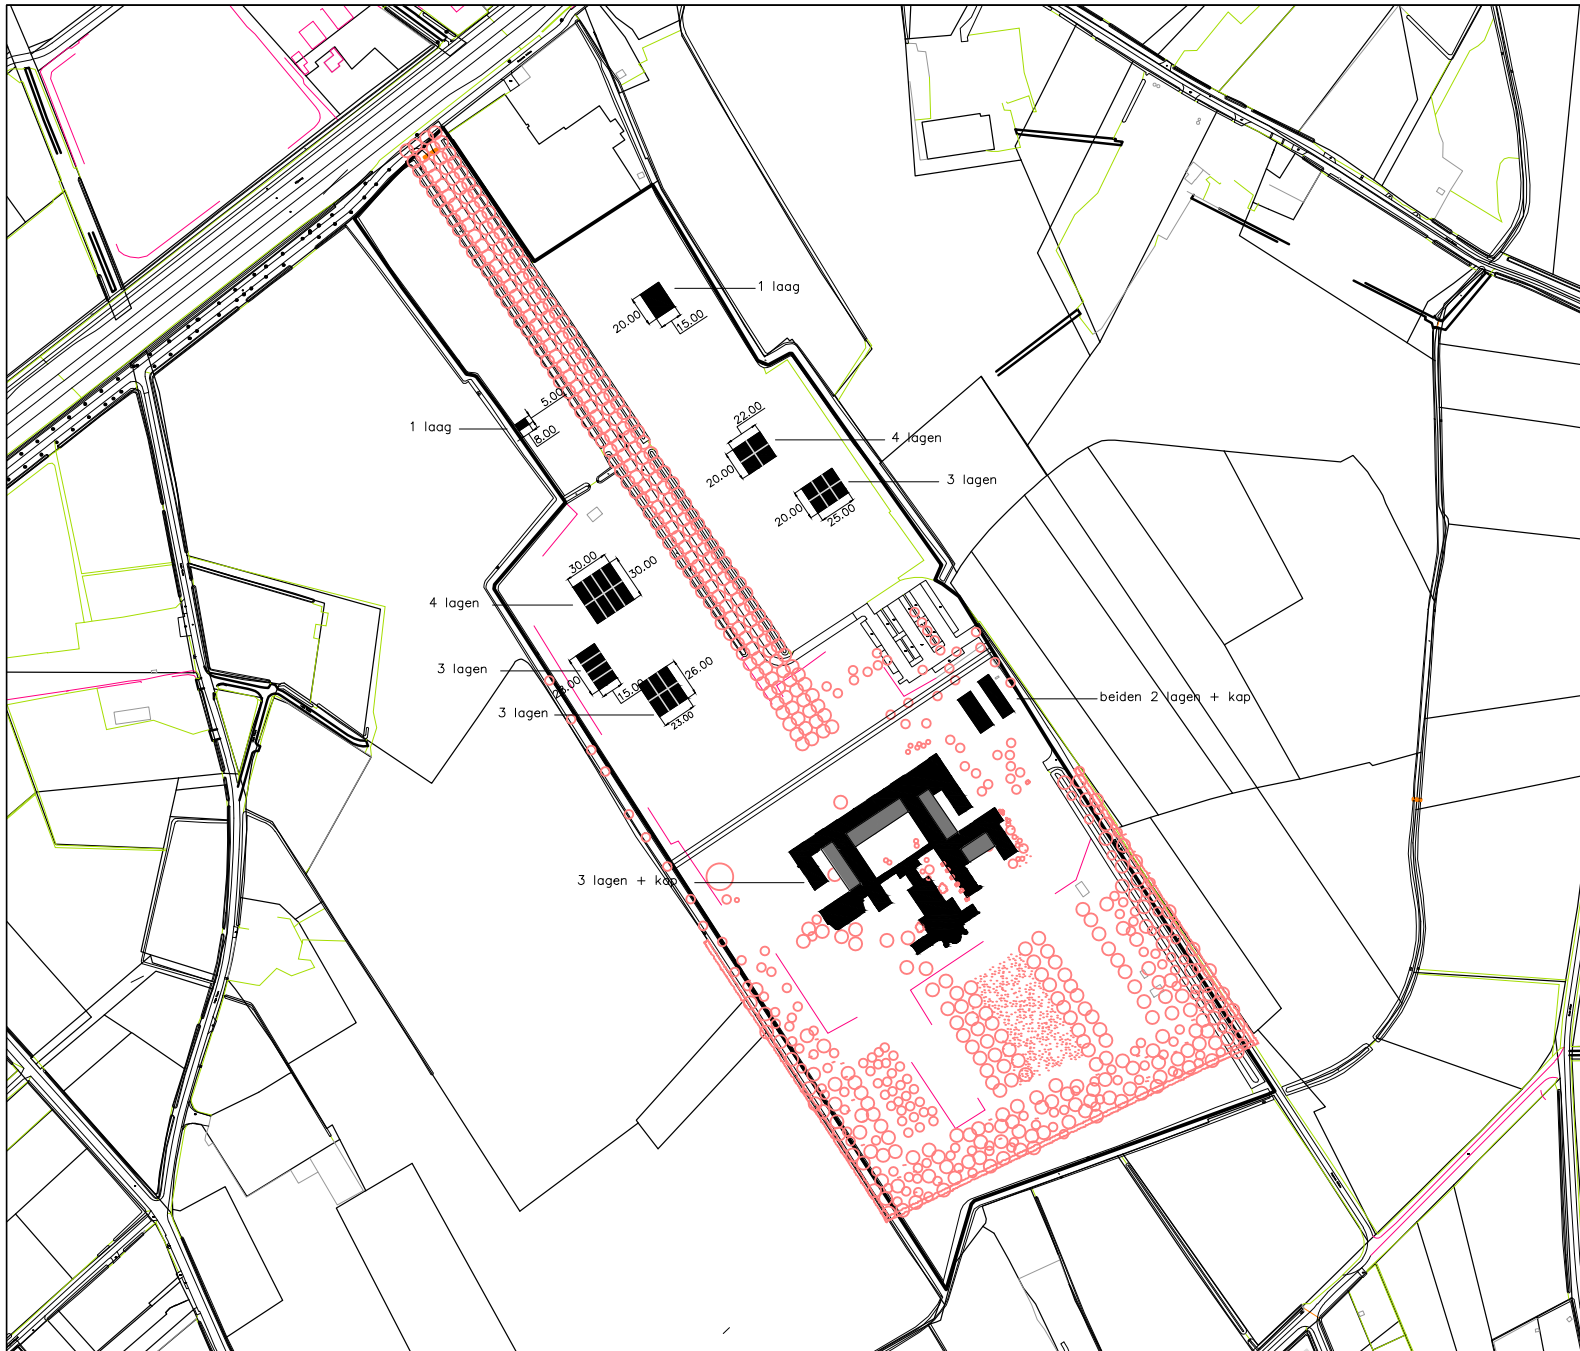 1 laag
20.00
15.00
5.00
1 laag
8.00
22.00
4 lagen
20.00
3 lagen
20.00
25.00
30.00
30.00
4 lagen
3 lagen
26.00
15.00
3 lagen
23.00
beiden 2 lagen + kap
3 lagen + kap